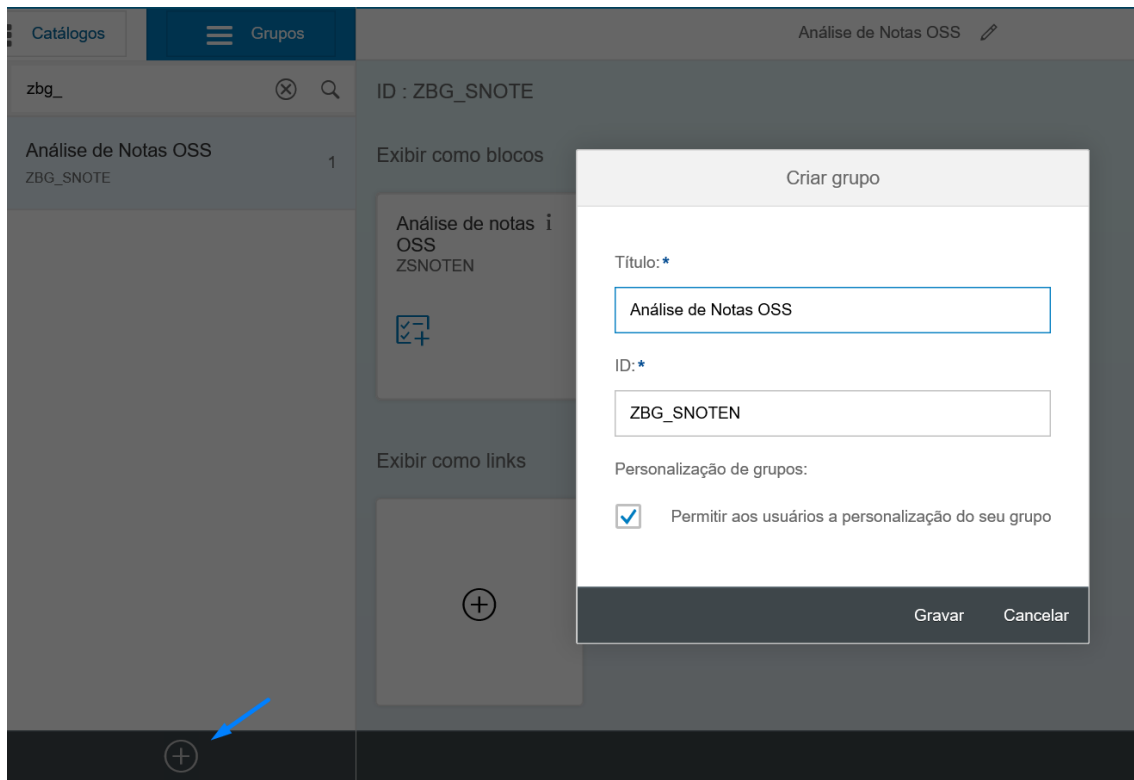 Catálogos
Grupos
Análise de Notas OSS
zbg_
ID : ZBG_SNOTE
Análise de Notas OSS
1
ZBG_SNOTE
Exibir como blocos
Análise de notas
OSS
ZSNOTEN
Exibir como links
Criar grupo
Título:*
Análise de Notas OSS
ID:*
ZBG_SNOTEN
Personalização de grupos:
Permitir aos usuários a personalização do seu grupo
Gravar
Cancelar